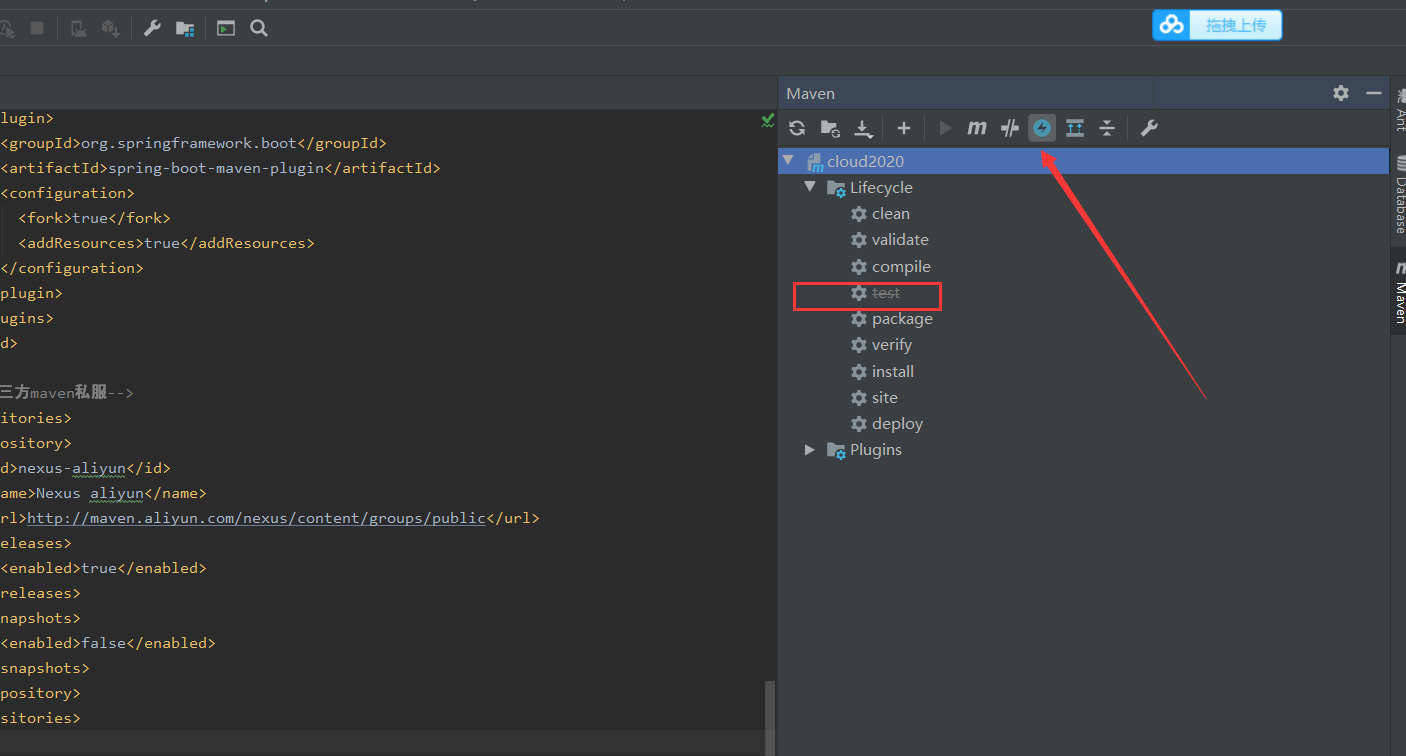 拖拽上传
lugin>
<groupId>org.springframework.boot</groupId>
<artifactId>spring-boot-maven-plugin</artifactId>
<configuration>
<fork>true</fork>
<addResources>true</addResources>
</configuration>
plugin>
ugins>
d>
三方maven私服-->
itories>
ository>
d>nexus-aliyun</id>
ame>Nexus aliyun</name>
rl>http://maven.aliyun.com/nexus/content/groups/public</url>
eleases>
<enabled>true</enabled>
releases>
napshots>
<enabled>false</enabled>
snapshots>
pository>
sitories>
Maven
m
cloud2020
Lifecycle
clean
validate
compile
test
package
verify
install
site
deploy
Plugins
Ant
Database
m Maven